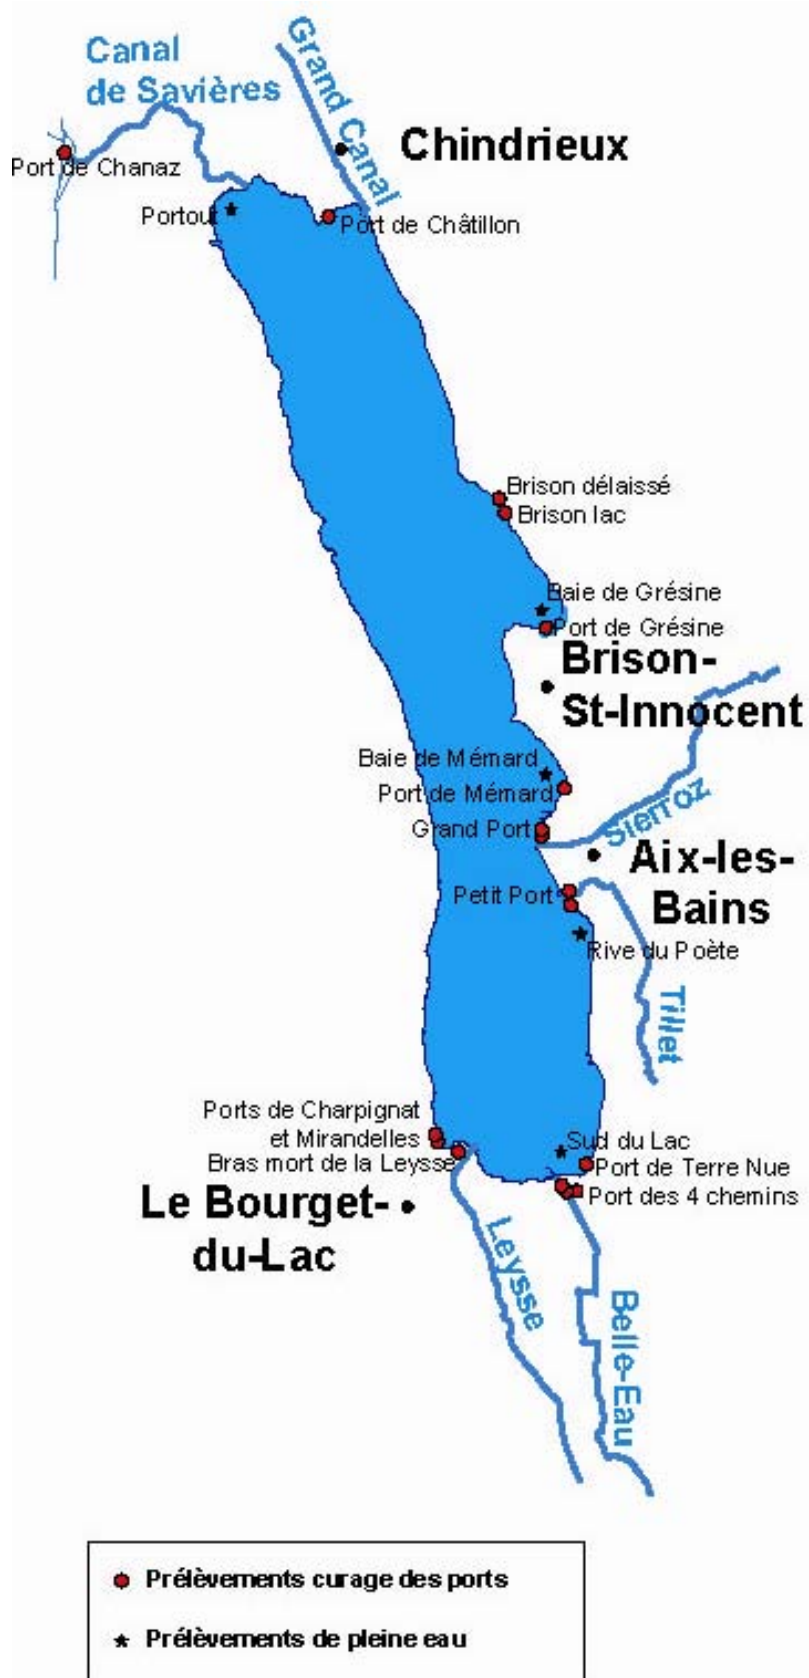 Canal
de Savières
Grand Canal
Chindrieux
Port de Chanaz
Portout
Port de Châtillon
Brison délaissé
Brison lac
Baie de Grésine
Port de Grésine
Brison-
St-Innocent
Baie de Mémard
Port de Mémard
Sierroz
Grand Port
Aix-les-
Bains
Petit Port
Rive du Poète
Tillet
Ports de Charpignat
et Mirandelles
Sud du Lac
Bras mort de la Leysse
Port de Terre Nue
Port des 4 chemins
Le Bourget-
du-Lac
Leysse
Belle-Eau
Prélèvements curage des ports
Prélèvements de pleine eau